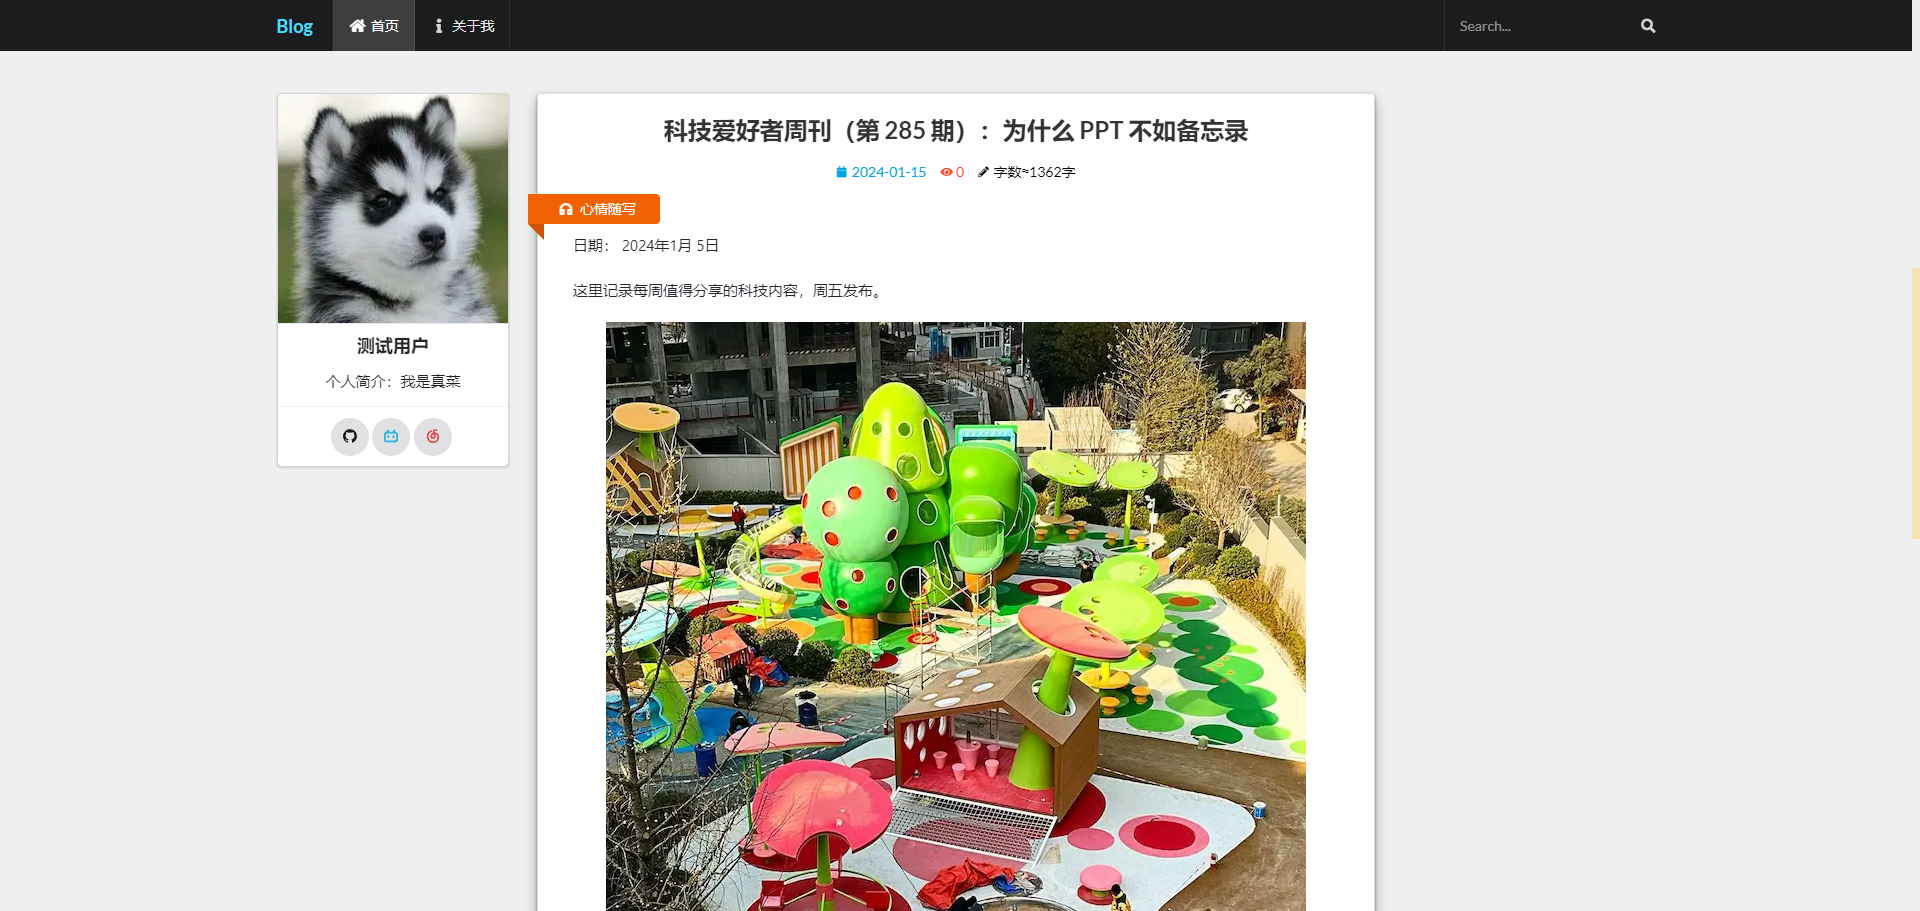 Blog 首页 关于我 Search...
科技爱好者周刊（第 285 期）：为什么 PPT 不如备忘录
2024-01-15 0 字数≈1362字
心情随写
日期： 2024年1月 5日
这里记录每周值得分享的科技内容，周五发布。
测试用户
个人简介：我是真菜